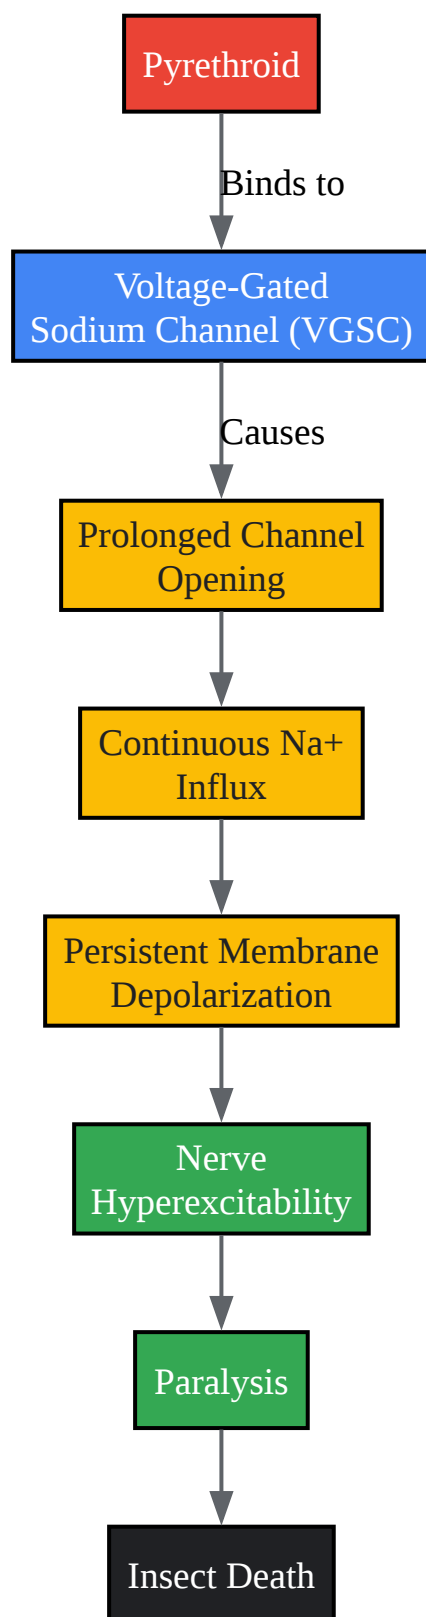 Pyrethroid
Binds to
Voltage-Gated
Sodium Channel (VGSC)
Causes
Prolonged Channel
Opening
Continuous Na+
Influx
Persistent Membrane
Depolarization
Nerve
Hyperexcitability
Paralysis
Insect Death